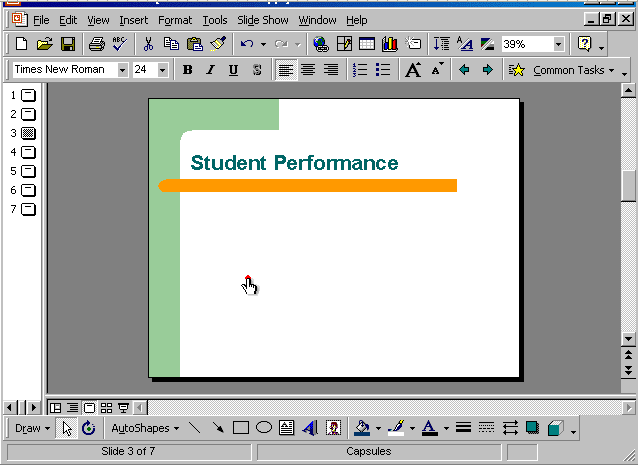 File Edit View Insert Format Tools Slide Show Window Help
ABC 39% ?
Times New Roman 24 B I U S A A Common Tasks
1
2
3
4
5
6
7
Student Performance
Draw AutoShapes A A
Slide 3 of 7 Capsules